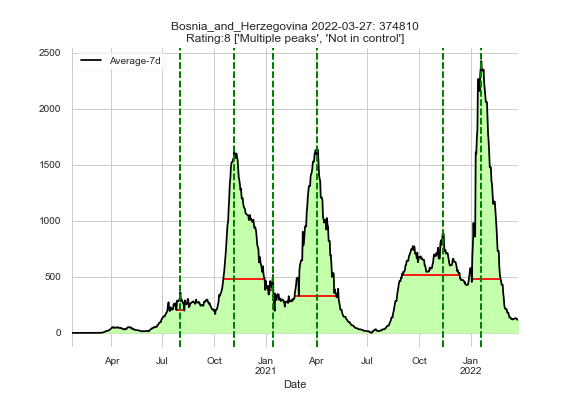 Bosnia_and_Herzegovina 2022-03-27: 374810
Rating:8 ['Multiple peaks', 'Not in control']
Average-7d
2500
2000
1500
1000
500
0
Apr Jul Oct Jan Apr Jul Oct Jan
2021 2022
Date